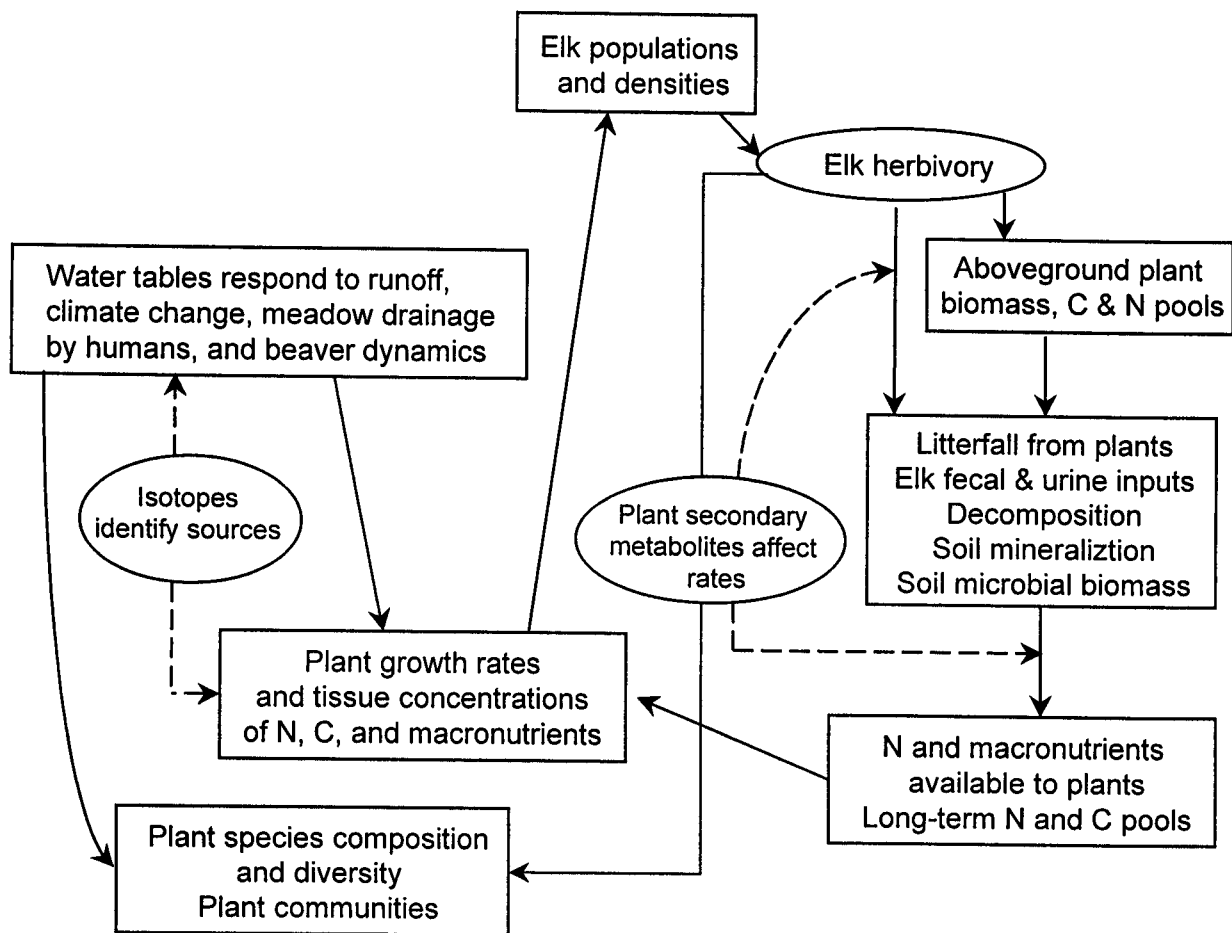 Elk populations
and densities
Elk herbivory
Water tables respond to runoff,
climate change, meadow drainage
by humans, and beaver dynamics
Aboveground plant
biomass, C & N pools
Isotopes
identify sources
Plant secondary
metabolites affect
rates
Litterfall from plants
Elk fecal & urine inputs
Decomposition
Soil mineraliztion
Soil microbial biomass
Plant growth rates
and tissue concentrations
of N, C, and macronutrients
N and macronutrients
available to plants
Long-term N and C pools
Plant species composition
and diversity
Plant communities